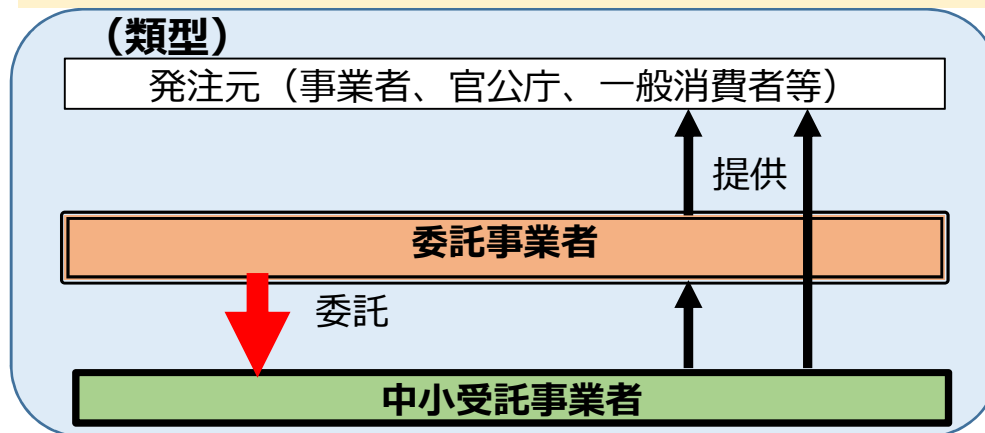 （類型）
発注元（事業者、官公庁、一般消費者等）
提供
委託事業者
委託
中小受託事業者